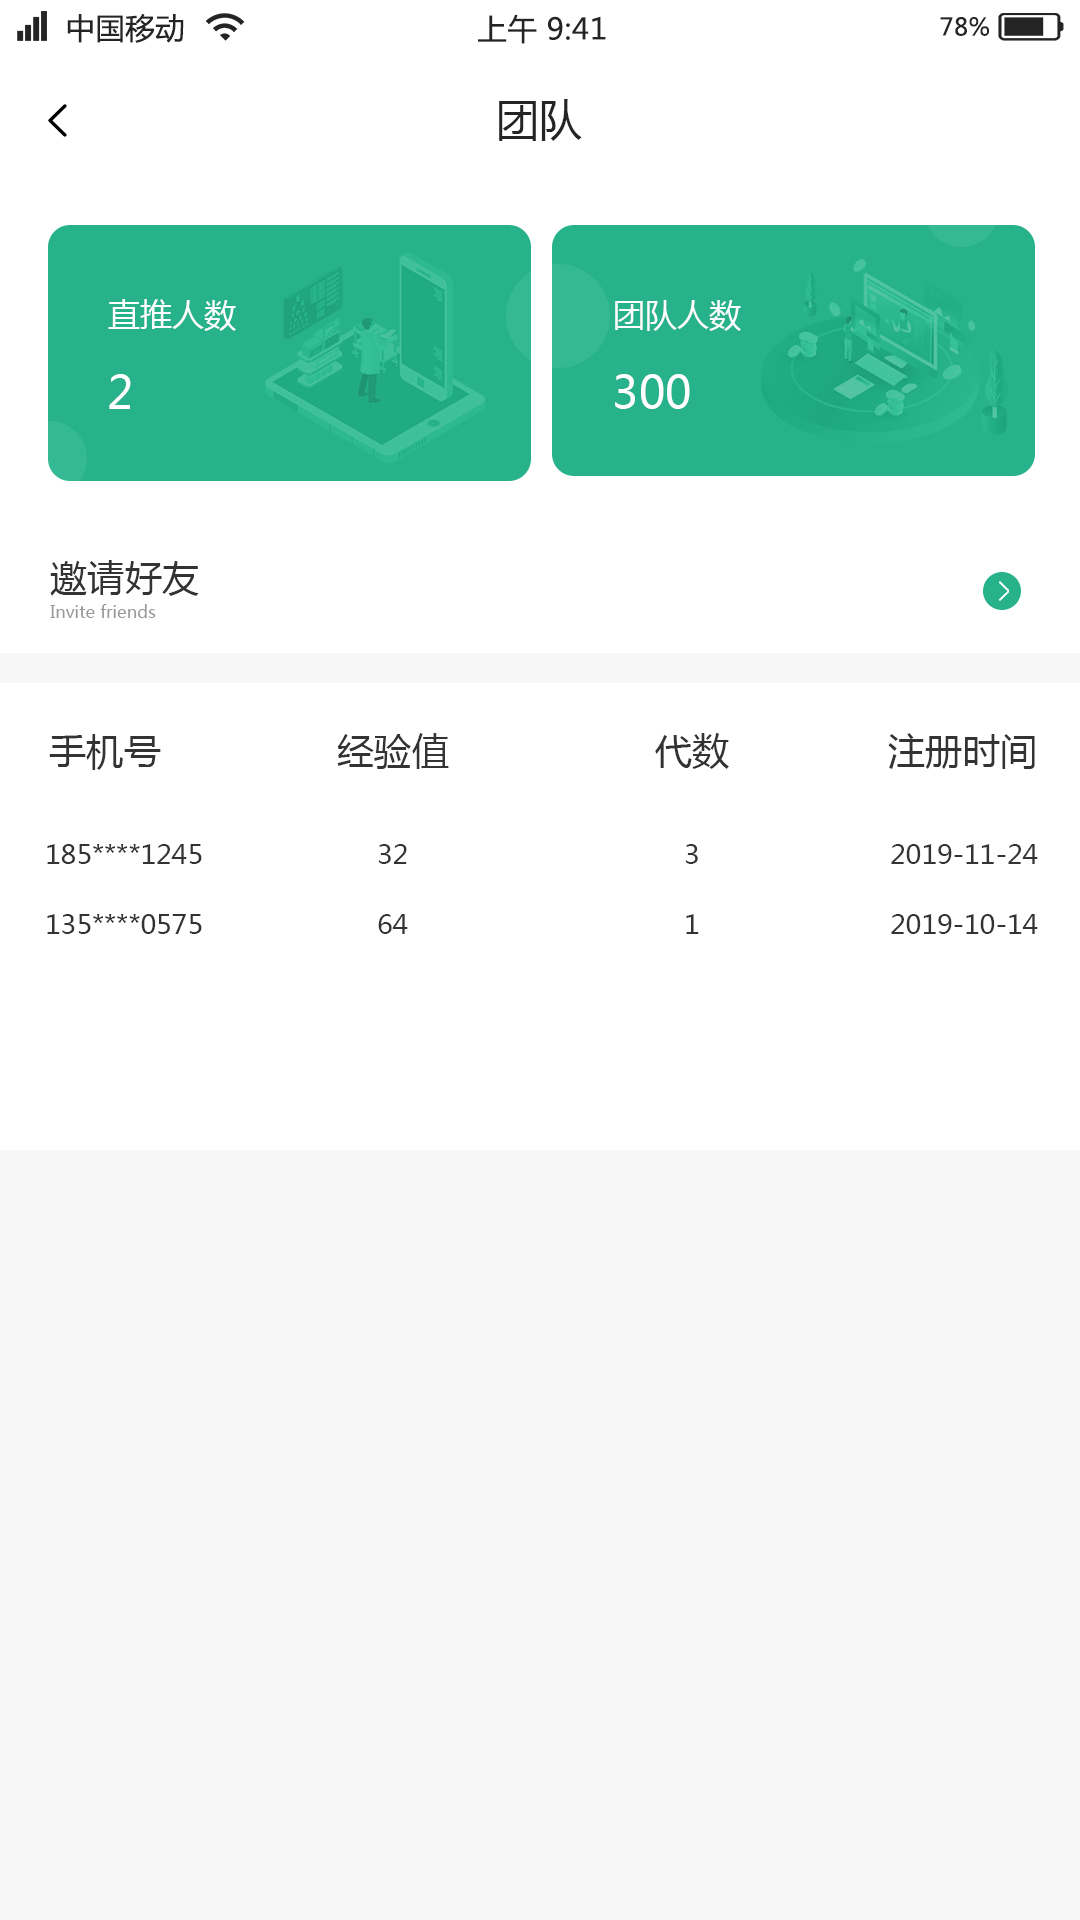 中国移动 上午 9:41 78%
团队
直推人数 团队人数
2 300
邀请好友
Invite friends
手机号 经验值 代数 注册时间
185****1245 32 3 2019-11-24
135****0575 64 1 2019-10-14